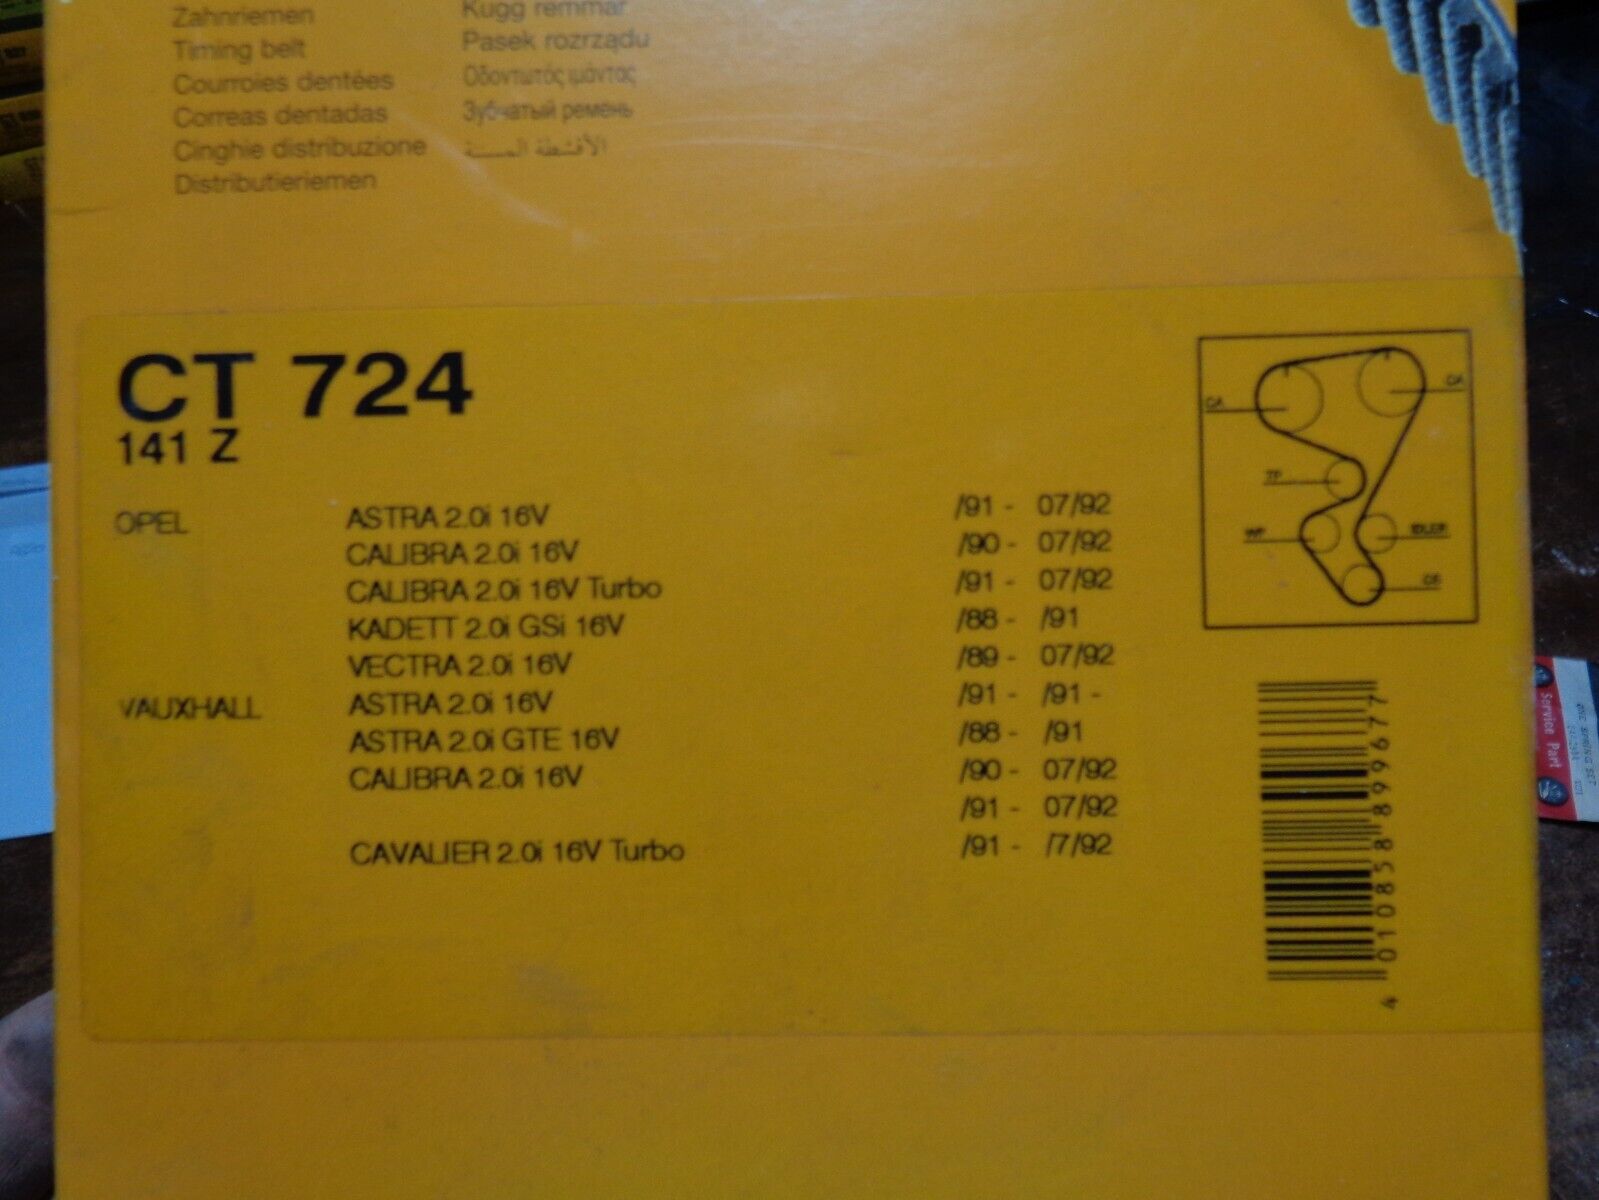 Zahnriemen
Timing belt
Courroies dentées
Correas dentadas
Cinghie distribuzione
Distributieriemen
Kugg remmar
Pasek rozrządu
Οδοντωτός ιμάντας
Зубчатый ремень
الأقشطة المسننة
CT 724
141 Z
OPEL ASTRA 2.0i 16V /91 - 07/92
CALIBRA 2.0i 16V /90 - 07/92
CALIBRA 2.0i 16V Turbo /91 - 07/92
KADETT 2.0i GSi 16V /88 - /91
VECTRA 2.0i 16V /89 - 07/92
VAUXHALL ASTRA 2.0i 16V /91 - /91 -
ASTRA 2.0i GTE 16V /88 - /91
CALIBRA 2.0i 16V /90 - 07/92
/91 - 07/92
CAVALIER 2.0i 16V Turbo /91 - /7/92
CA
CA
TP
WP
IDLER
CS
4 010858 899677
Service Part